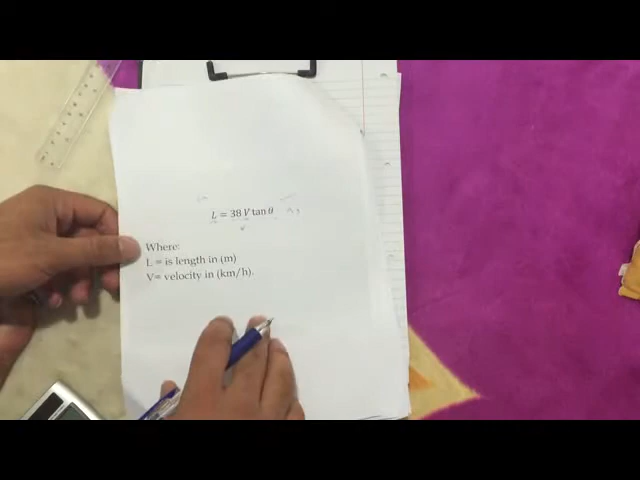 L = 38 V tan θ
Where:
L = is length in (m)
V= velocity in (km/h).